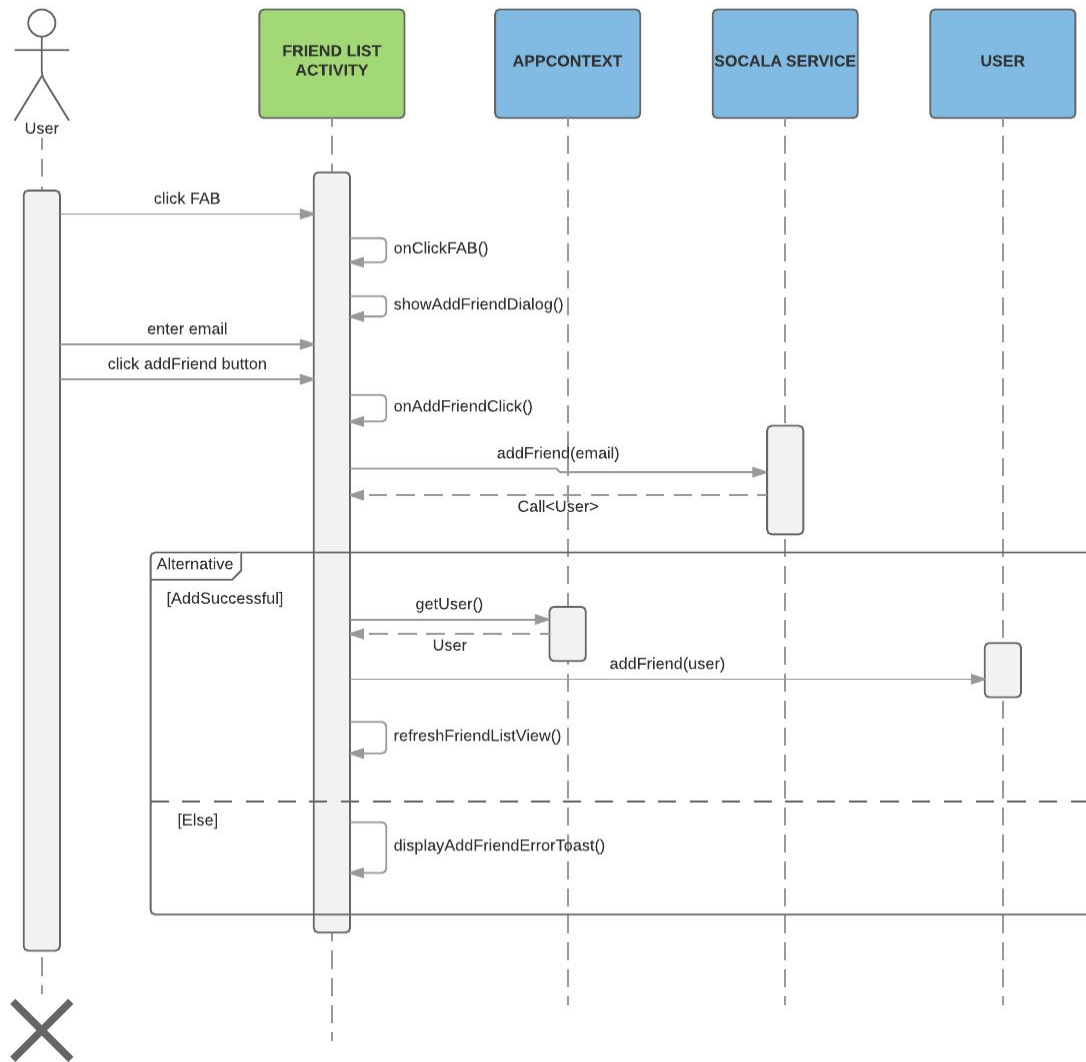 User
FRIEND LIST
ACTIVITY
APPCONTEXT
SOCALA SERVICE
USER
click FAB
onClickFAB()
showAddFriendDialog()
enter email
click addFriend button
onAddFriendClick()
addFriend(email)
Call<User>
Alternative
[AddSuccessful]
getUser()
User
addFriend(user)
refreshFriendListView()
[Else]
displayAddFriendErrorToast()